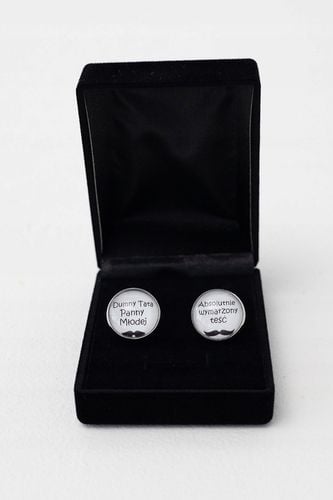 Dumny Tata
Panny
Młodej
Absolutnie
wymarzony
teść